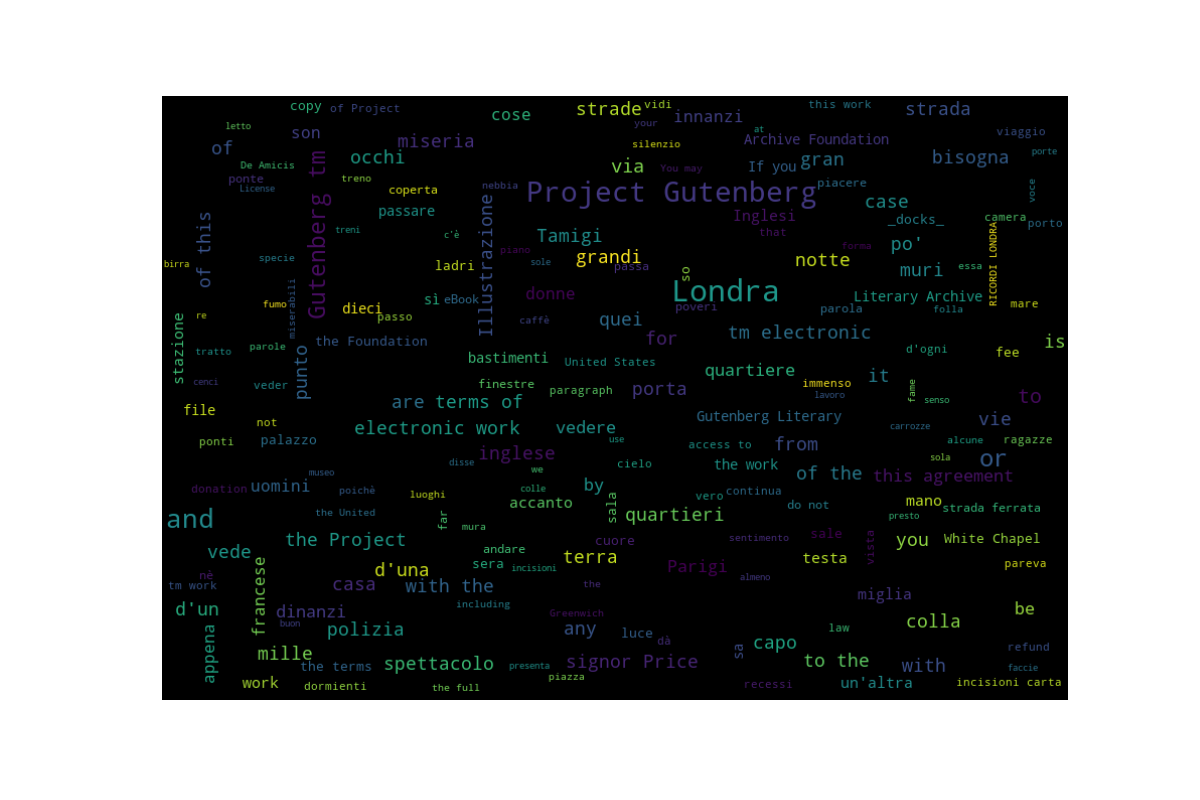 copy of Project
cose
strade vidi
innanzi
this work
strada
letto
son
miseria
your
silenzio
at
Archive Foundation
viaggio
of
De Amicis
occhi
via
You may
If you gran
bisogna
porte
ponte
License
treno
coperta
nebbia
Project Gutenberg
piacere
case
voce
Gutenberg tm
passare
Illustrazione
Inglesi
that
_docks_
camera
porto
of this
treni
c'è
Tamigi
po'
RICORDI LONDRA
birra
specie
ladri
piano
sole
grandi
passa
so
notte
forma
muri
essa
miserabili
donne
Londra
Literary Archive
mare
fumo
dieci
sì eBook
poveri
parola
folla
re
passo
caffè
quei
stazione
tratto
parole
punto
the Foundation
for
tm electronic
d'ogni
fee
is
bastimenti
United States
quartiere
it
cenci
veder
finestre
paragraph
porta
immenso
lavoro
fame
senso
to
file
not
are terms of
Gutenberg Literary
vie
ponti
palazzo
electronic work
vedere
use
access to
from
carrozze
alcune
ragazze
inglese
disse
we
cielo
the work
of the
sola
or
this agreement
museo
donation
uomini
poichè
luoghi
colle
by
vero
continua
mano
and
the United
far
accanto
sala
quartieri
do not
presto
strada ferrata
mura
vede
the Project
andare
cuore
sentimento
sale
vista
you
White Chapel
francese
d'una
sera
incisioni
terra
Parigi
testa
pareva
nè
tm work
casa
with the
the
almeno
miglia
d'un
dinanzi
including
Greenwich
be
buon
appena
polizia
any
luce
dà
sa
capo
law
colla
mille
the terms
spettacolo
presenta
signor Price
to the
with
refund
faccie
work
dormienti
the full
piazza
recessi
un'altra
incisioni carta